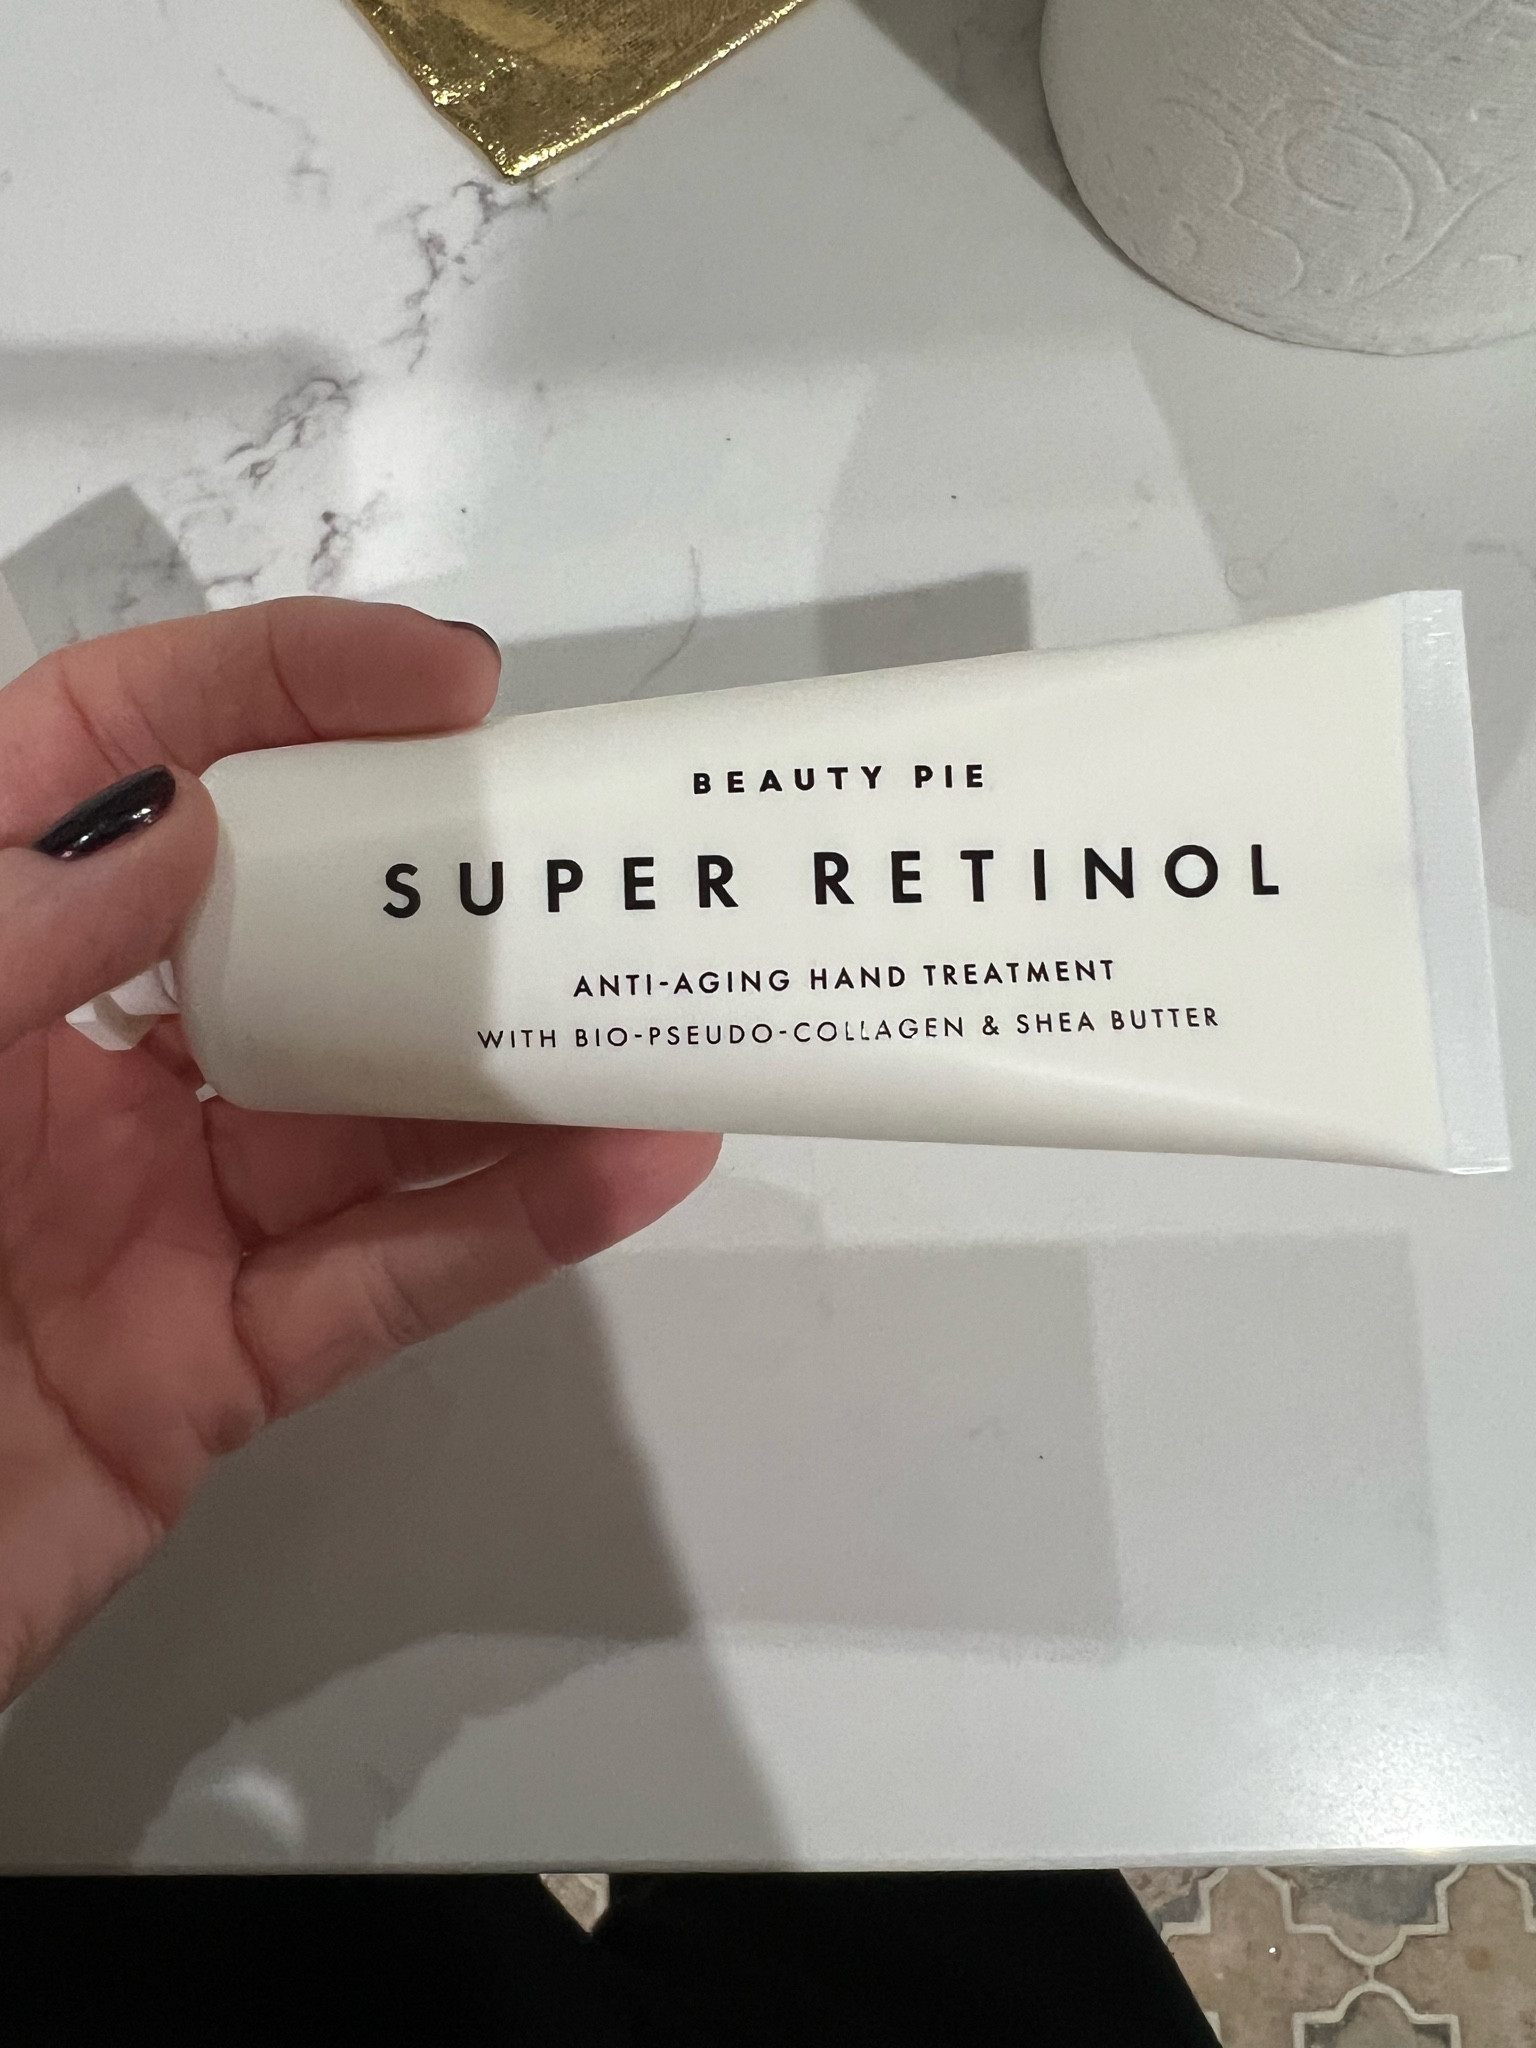 BEAUTY PIE
SUPER RETINOL
ANTI-AGING HAND TREATMENT
WITH BIO-PSEUDO-COLLAGEN & SHEA BUTTER